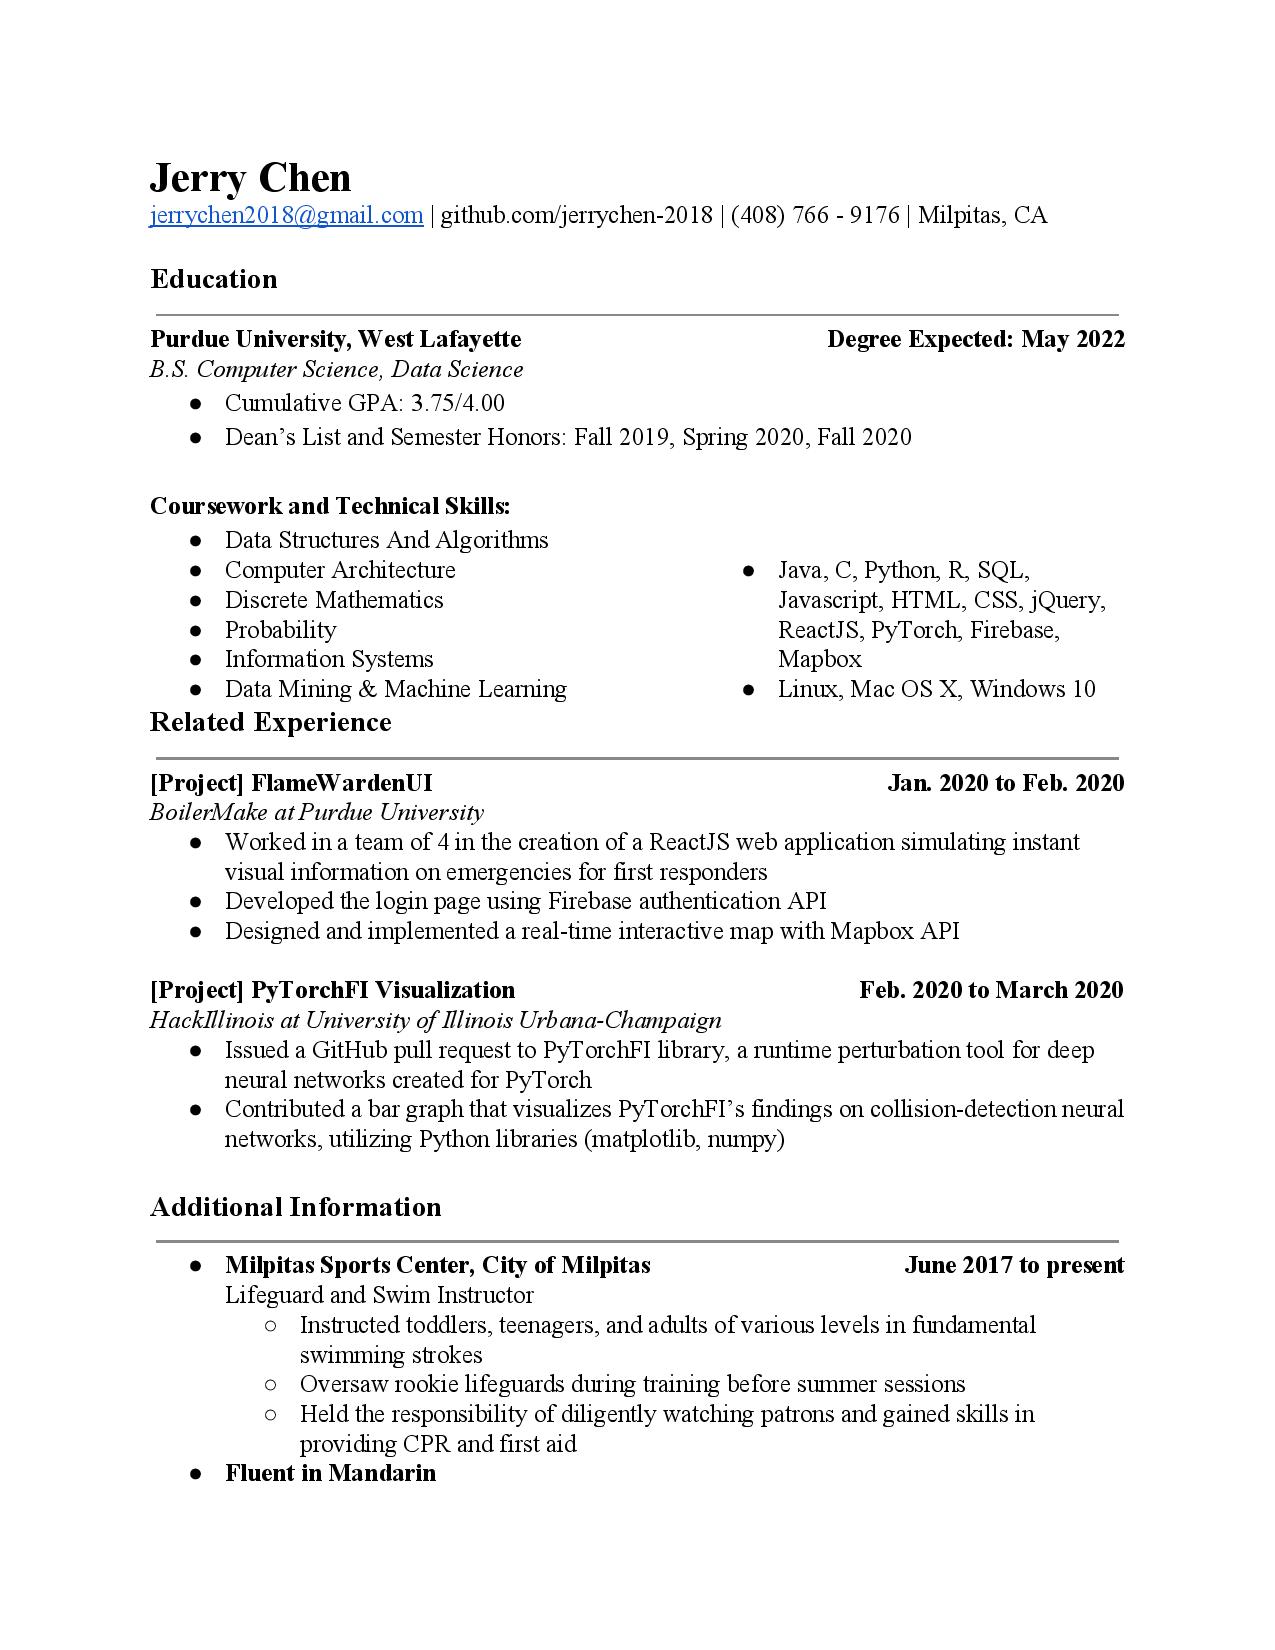 Jerry Chen
jerrychen2018@gmail.com | github.com/jerrychen-2018 | (408) 766 - 9176 | Milpitas, CA
Education
Purdue University, West Lafayette Degree Expected: May 2022
B.S. Computer Science, Data Science
● Cumulative GPA: 3.75/4.00
● Dean’s List and Semester Honors: Fall 2019, Spring 2020, Fall 2020
Coursework and Technical Skills:
● Data Structures And Algorithms
● Computer Architecture
● Discrete Mathematics
● Probability
● Information Systems
● Data Mining & Machine Learning
● Java, C, Python, R, SQL,
Javascript, HTML, CSS, jQuery,
ReactJS, PyTorch, Firebase,
Mapbox
● Linux, Mac OS X, Windows 10
Related Experience
[Project] FlameWardenUI Jan. 2020 to Feb. 2020
BoilerMake at Purdue University
● Worked in a team of 4 in the creation of a ReactJS web application simulating instant
visual information on emergencies for first responders
● Developed the login page using Firebase authentication API
● Designed and implemented a real-time interactive map with Mapbox API
[Project] PyTorchFI Visualization Feb. 2020 to March 2020
HackIllinois at University of Illinois Urbana-Champaign
● Issued a GitHub pull request to PyTorchFI library, a runtime perturbation tool for deep
neural networks created for PyTorch
● Contributed a bar graph that visualizes PyTorchFI’s findings on collision-detection neural
networks, utilizing Python libraries (matplotlib, numpy)
Additional Information
● Milpitas Sports Center, City of Milpitas June 2017 to present
Lifeguard and Swim Instructor
○ Instructed toddlers, teenagers, and adults of various levels in fundamental
swimming strokes
○ Oversaw rookie lifeguards during training before summer sessions
○ Held the responsibility of diligently watching patrons and gained skills in
providing CPR and first aid
● Fluent in Mandarin